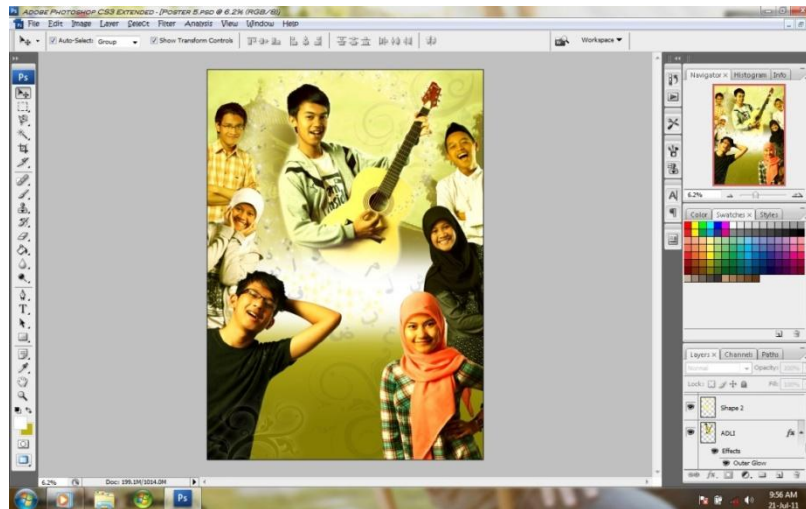 Adobe Photoshop CS3 Extended - [Poster 5.psd @ 6.2% (RGB/8)]
File Edit Image Layer Select Filter Analysis View Window Help
Auto-Select: Group Show Transform Controls Workspace
Ps
Navigator × Histogram Info
6.2%
Color Swatches × Styles
Layers × Channels Paths
Normal Opacity: 100%
Lock: Fill: 100%
Shape 2
ADLI fx
Effects
Outer Glow
6.2% Doc: 199.1M/1014.0M
Ps
9:56 AM
21-Jul-11